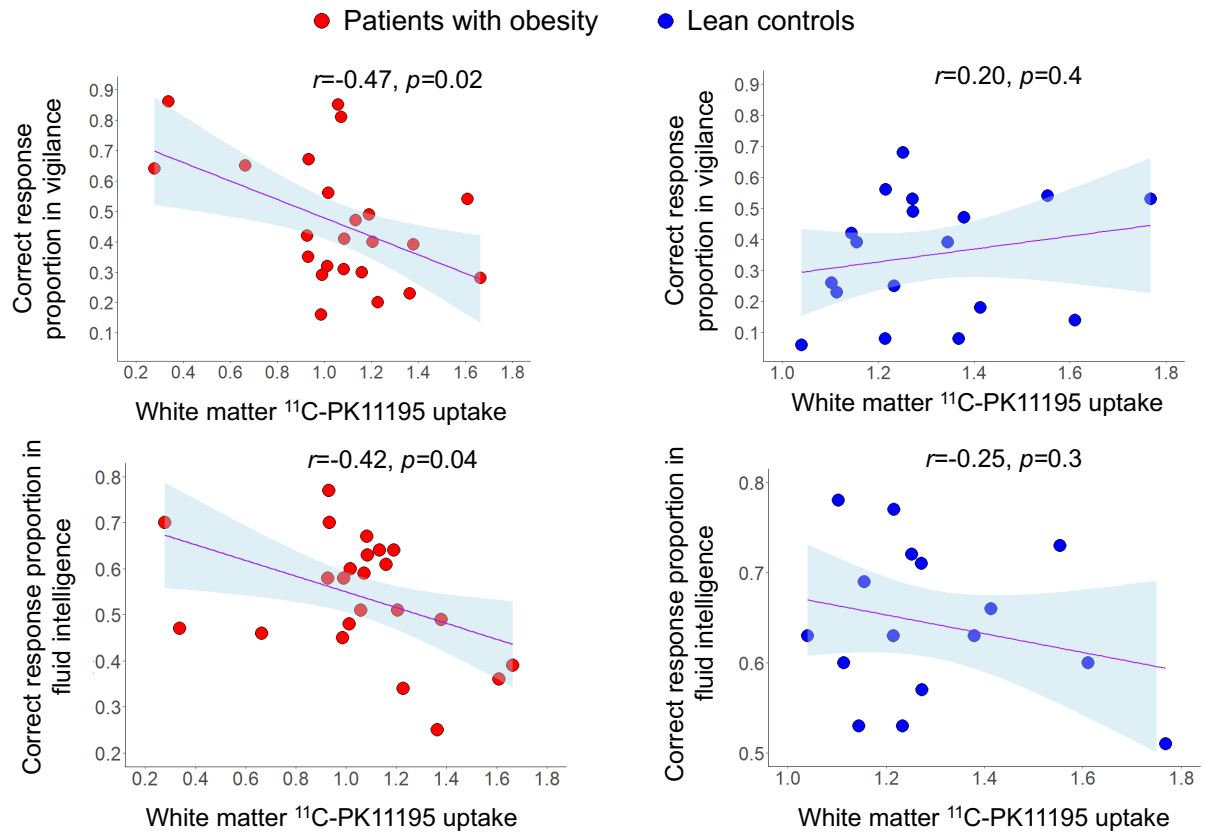 Patients with obesity
Lean controls
r=-0.47, p=0.02
Correct response
proportion in vigilance
0.9
0.8
0.7
0.6
0.5
0.4
0.3
0.2
0.1
0.2 0.4 0.6 0.8 1.0 1.2 1.4 1.6 1.8
White matter ¹¹C-PK11195 uptake
r=0.20, p=0.4
Correct response
proportion in vigilance
0.9
0.8
0.7
0.6
0.5
0.4
0.3
0.2
0.1
1.0 1.2 1.4 1.6 1.8
White matter ¹¹C-PK11195 uptake
r=-0.42, p=0.04
Correct response proportion in
fluid intelligence
0.8
0.7
0.6
0.5
0.4
0.3
0.2
0.2 0.4 0.6 0.8 1.0 1.2 1.4 1.6 1.8
White matter ¹¹C-PK11195 uptake
r=-0.25, p=0.3
Correct response proportion in
fluid intelligence
0.8
0.7
0.6
0.5
1.0 1.2 1.4 1.6 1.8
White matter ¹¹C-PK11195 uptake